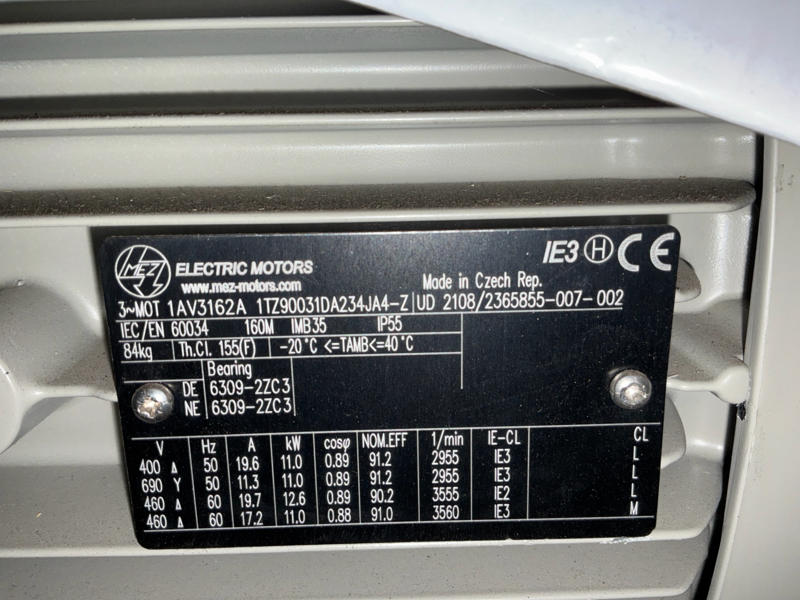 MEZ ELECTRIC MOTORS IE3 H CE
www.mez-motors.com Made in Czech Rep.
3~MOT 1AV3162A 1TZ90031DA234JA4-Z UD 2108/2365855-007-002
IEC/EN 60034 160M IMB35 IP55
84kg Th.Cl. 155(F) -20°C <=TAMB<=40°C
Bearing
DE 6309-2ZC3
NE 6309-2ZC3
V Hz A kW cosφ NOM.EFF 1/min IE-CL CL
400 Δ 50 19.6 11.0 0.89 91.2 2955 IE3 L
690 Y 50 11.3 11.0 0.89 91.2 2955 IE3 L
460 Δ 60 19.7 12.6 0.89 90.2 3555 IE2 L
460 Δ 60 17.2 11.0 0.88 91.0 3560 IE3 M